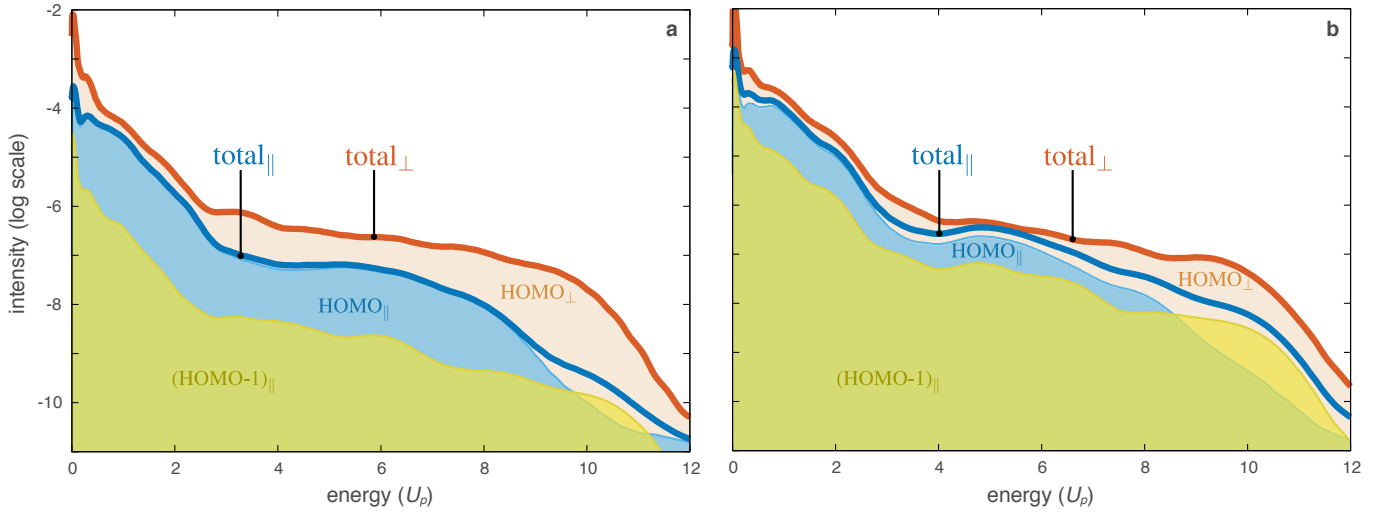 -2
-4
-6
-8
-10
intensity (log scale)
a
total∥
total⊥
HOMO∥
HOMO⊥
(HOMO-1)∥
0 2 4 6 8 10 12
energy (Up)
b
total∥
total⊥
HOMO∥
HOMO⊥
(HOMO-1)∥
0 2 4 6 8 10 12
energy (Up)